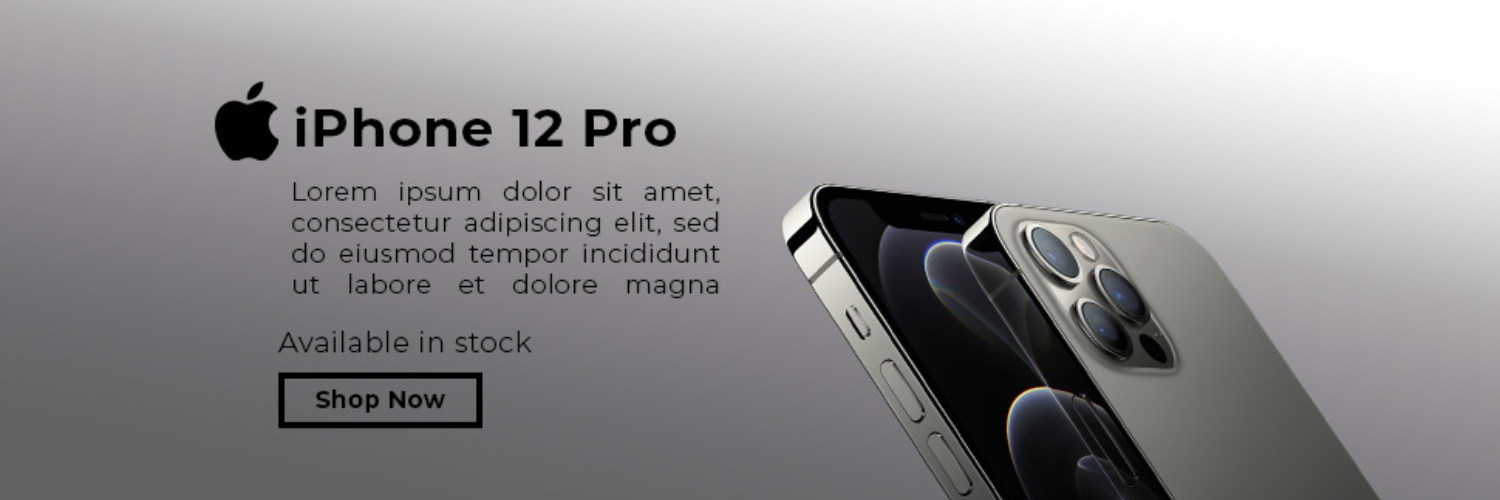 iPhone 12 Pro
Lorem ipsum dolor sit amet,
consectetur adipiscing elit, sed
do eiusmod tempor incididunt
ut labore et dolore magna
Available in stock
Shop Now